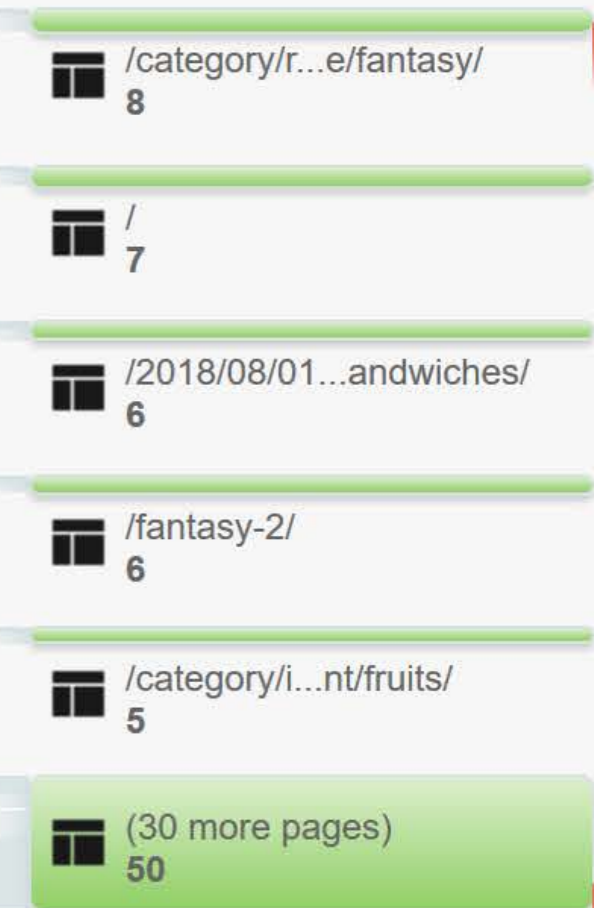 /category/r...e/fantasy/
8
/
7
/2018/08/01...andwiches/
6
/fantasy-2/
6
/category/i...nt/fruits/
5
(30 more pages)
50